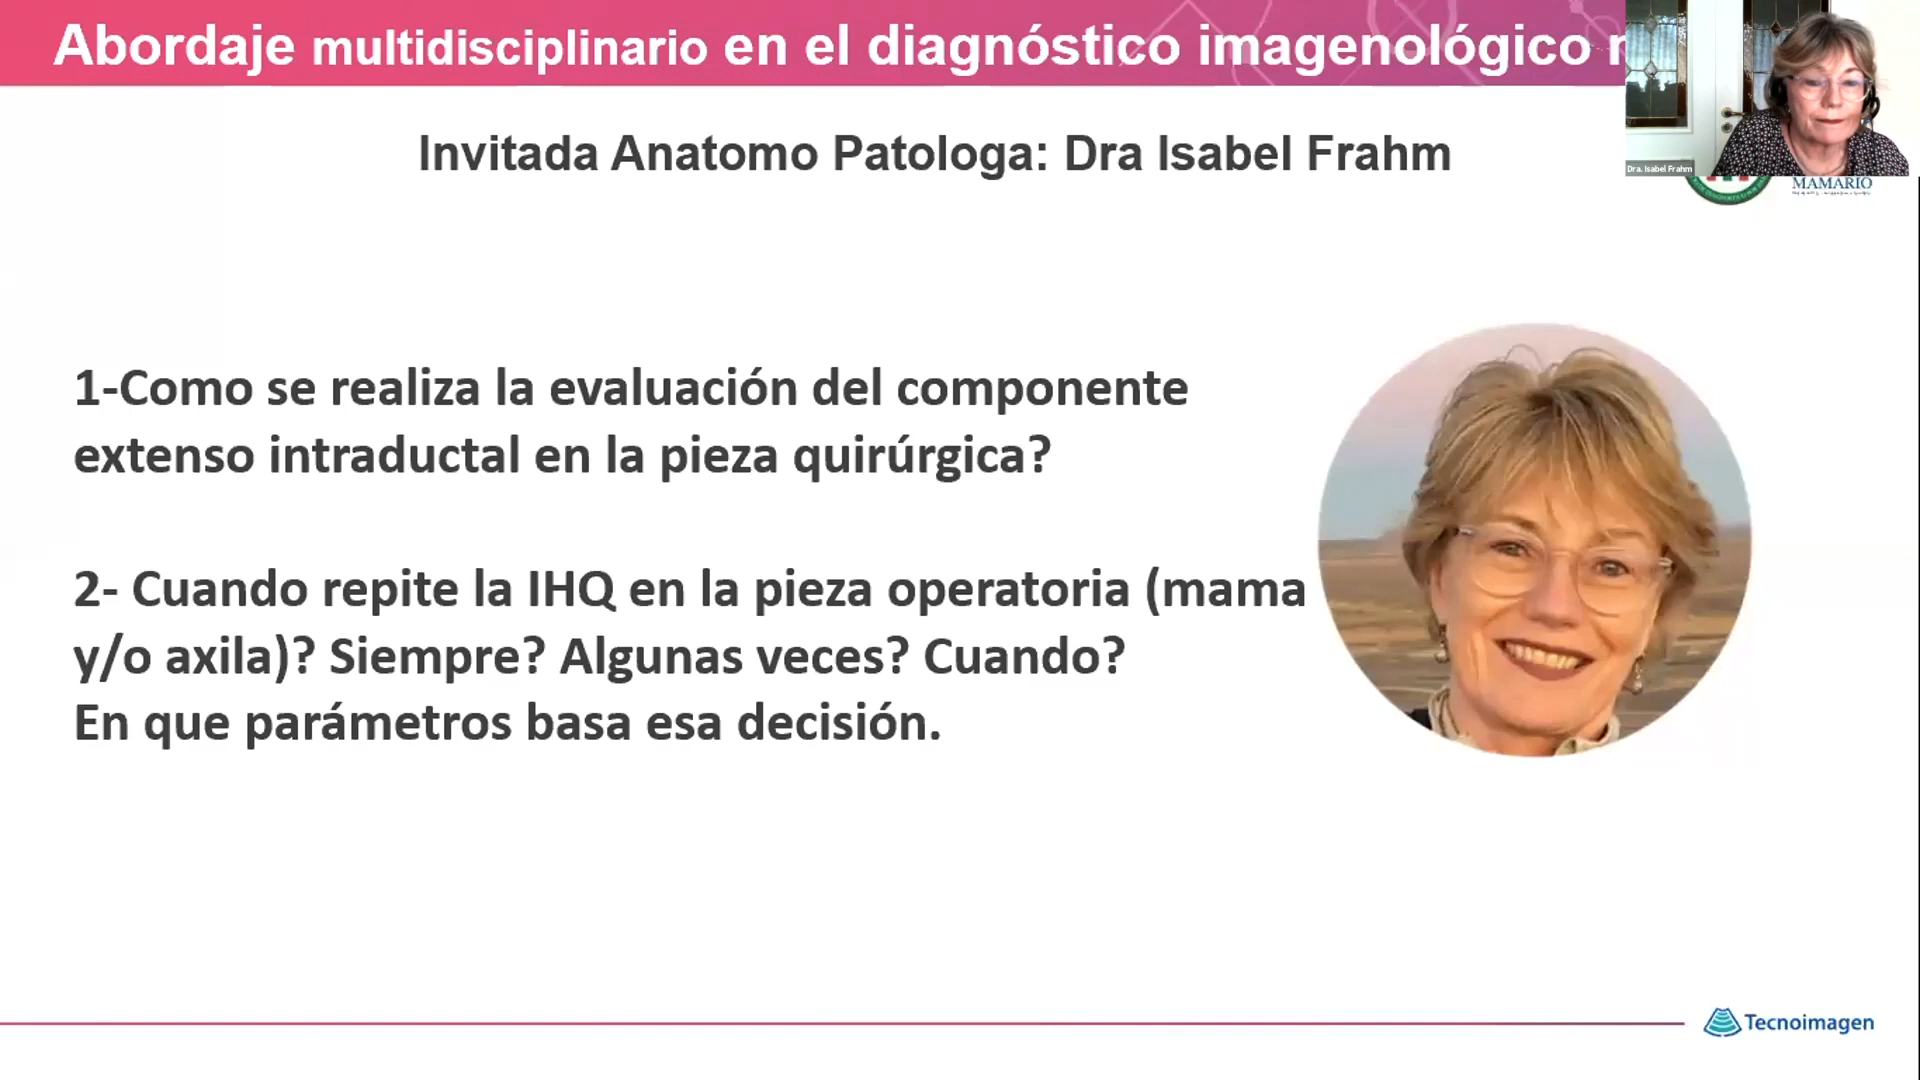 Abordaje multidisciplinario en el diagnóstico imagenológico
Invitada Anatomo Patologa: Dra Isabel Frahm
Dra. Isabel Frahm
MAMARIO
1-Como se realiza la evaluación del componente
extenso intraductal en la pieza quirúrgica?
2- Cuando repite la IHQ en la pieza operatoria (mama
y/o axila)? Siempre? Algunas veces? Cuando?
En que parámetros basa esa decisión.
Tecnoimagen